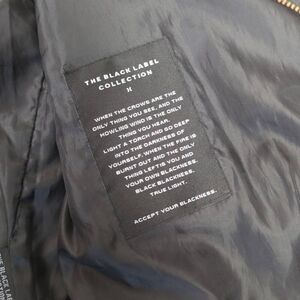 THE BLACK LABEL
COLLECTION
WHEN THE CROWS ARE THE
ONLY THING YOU SEE, AND THE
HOWLING WIND IS THE ONLY
THING YOU HEAR.
LIGHT A TORCH AND GO DEEP
INTO THE DARKNESS OF
YOURSELF. WHEN THE FIRE IS
BURNT OUT AND THE ONLY
THING LEFT IS YOU AND
YOUR OWN BLACKNESS.
BLACK BLACKNESS.
TRUE LIGHT.
ACCEPT YOUR BLACKNESS.
THE BLACK LABEL